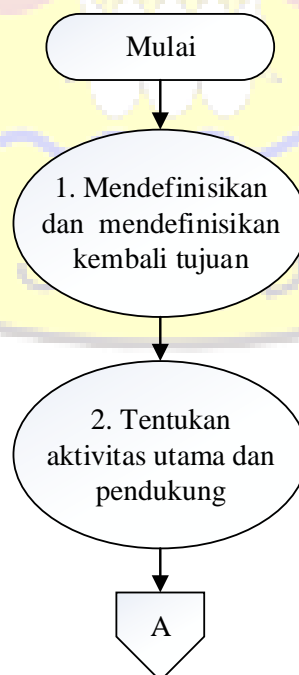 Mulai
1. Mendefinisikan
dan mendefinisikan
kembali tujuan
2. Tentukan
aktivitas utama dan
pendukung
A